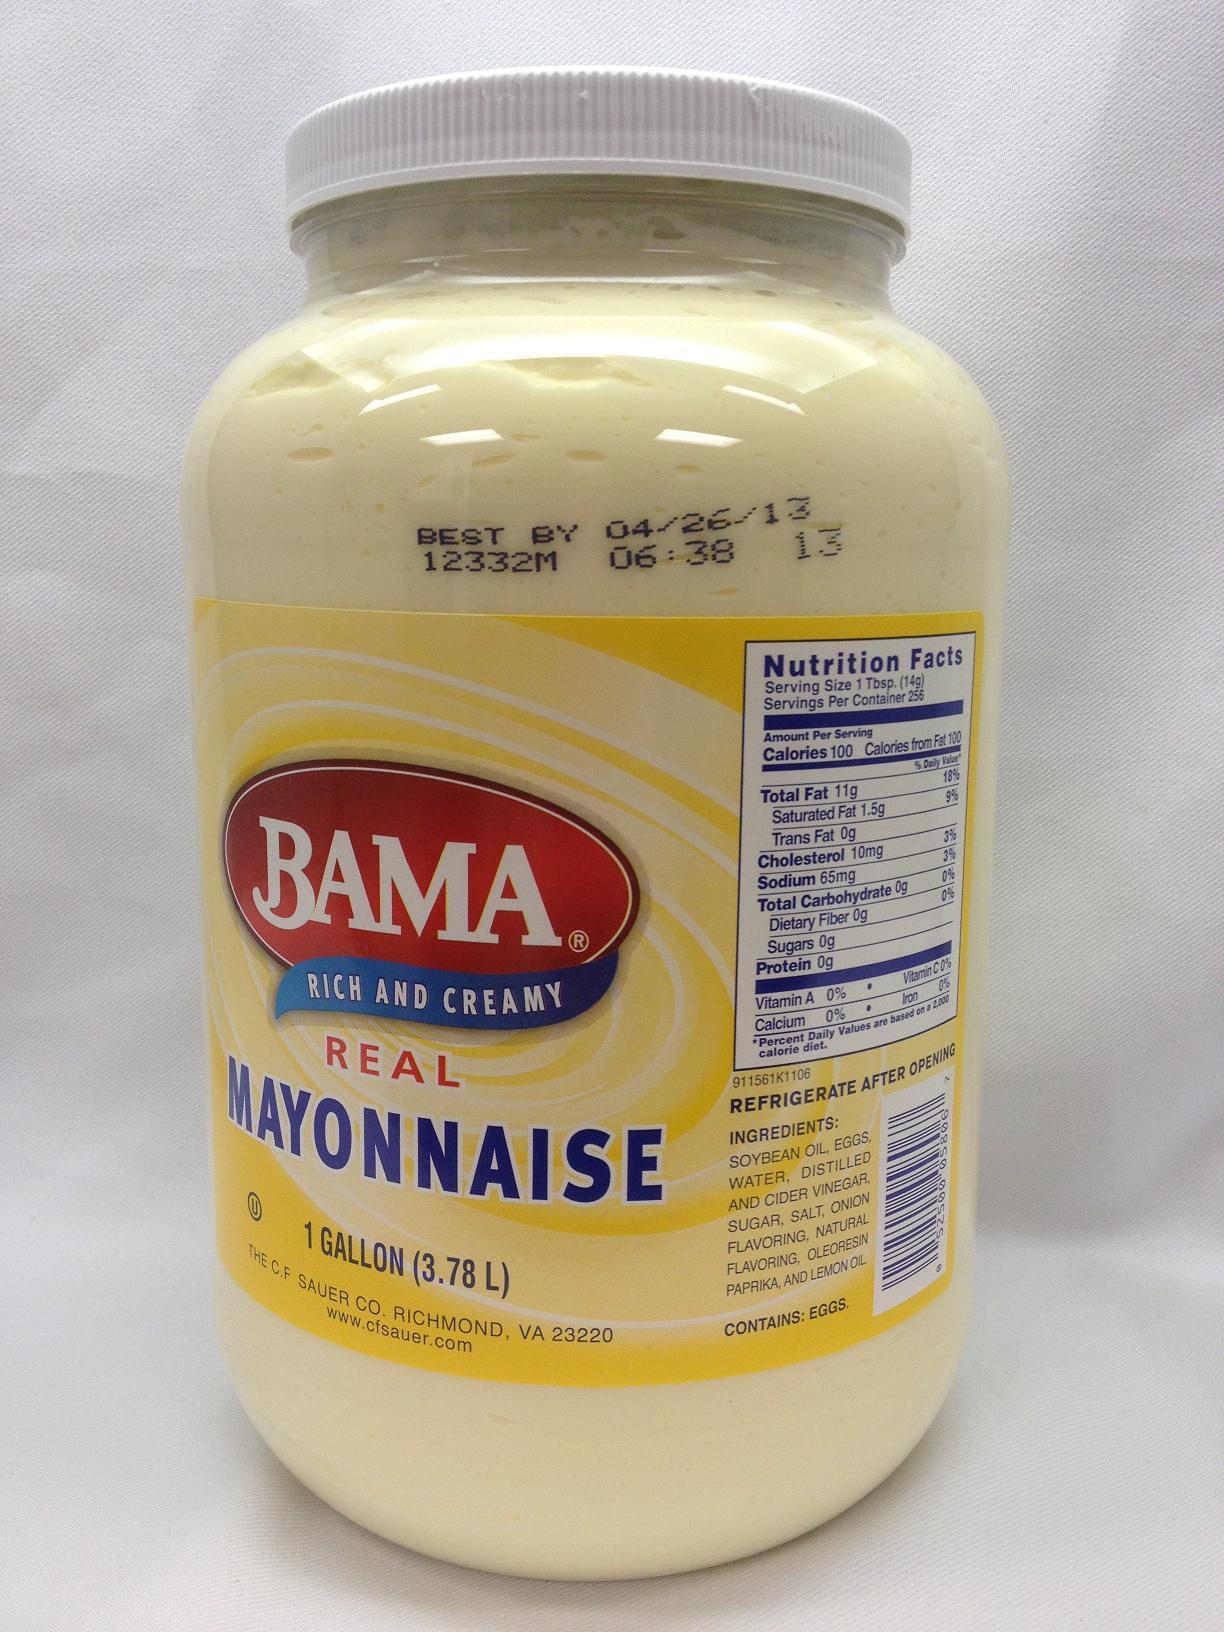 BEST BY 04/26/13
12332M 06:38 13
BAMA®
RICH AND CREAMY
REAL
MAYONNAISE
U
1 GALLON (3.78 L)
THE C.F. SAUER CO. RICHMOND, VA 23220
www.cfsauer.com
Nutrition Facts
Serving Size 1 Tbsp. (14g)
Servings Per Container 256
Amount Per Serving
Calories 100 Calories from Fat 100
% Daily Value*
Total Fat 11g 18%
Saturated Fat 1.5g 9%
Trans Fat 0g
Cholesterol 10mg 3%
Sodium 65mg 3%
Total Carbohydrate 0g 0%
Dietary Fiber 0g 0%
Sugars 0g
Protein 0g
Vitamin A 0% • Vitamin C 0%
Calcium 0% • Iron 0%
*Percent Daily Values are based on a 2,000
calorie diet.
911561K1106
REFRIGERATE AFTER OPENING
INGREDIENTS:
SOYBEAN OIL, EGGS,
WATER, DISTILLED
AND CIDER VINEGAR,
SUGAR, SALT, ONION
FLAVORING, NATURAL
FLAVORING, OLEORESIN
PAPRIKA, AND LEMON OIL.
CONTAINS: EGGS.
0 52500 05806 7